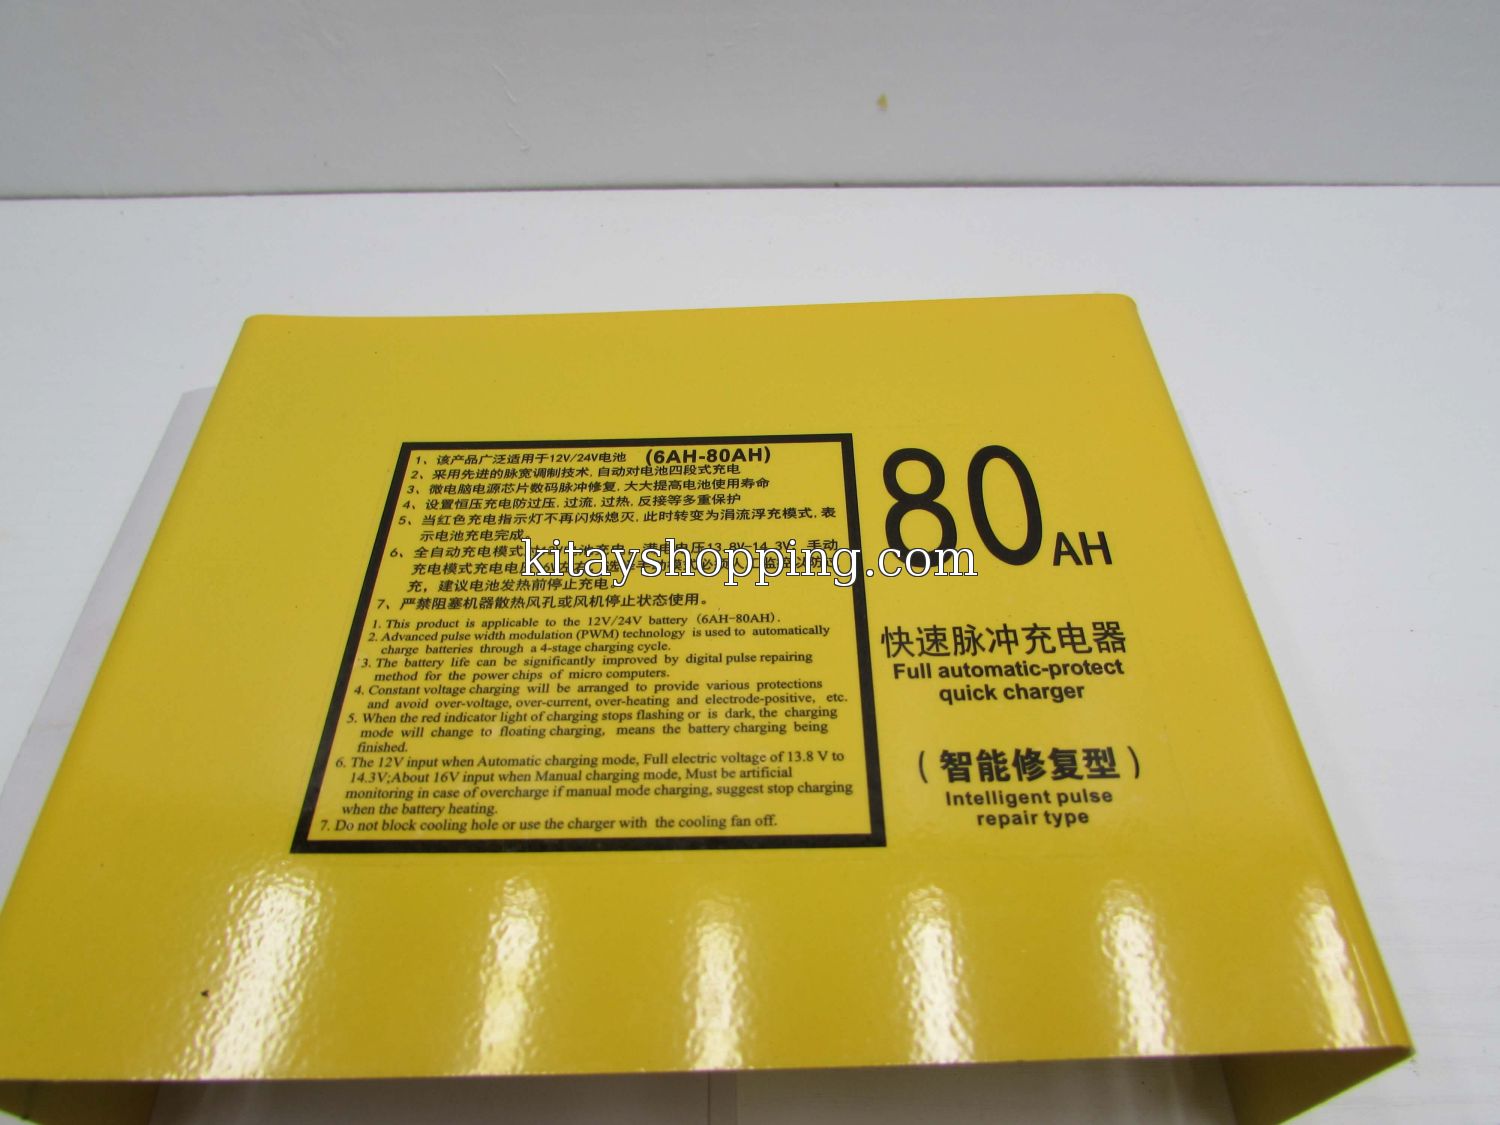 1、该产品广泛适用于12V/24V电池 (6AH-80AH)
2、采用先进的脉宽调制技术,自动对电池四段式充电
3、微电脑电源芯片数码脉冲修复,大大提高电池使用寿命
4、设置恒压充电防过压,过流,过热,反接等多重保护
5、当红色充电指示灯不再闪烁熄灭,此时转变为涓流浮充模式,表
示电池充电完成。
6、全自动充电模式 满电电压13.8V-14.3V, 手动
充电模式充电电
充，建议电池发热前停止充电。
7、严禁阻塞机器散热风孔或风机停止状态使用。
1. This product is applicable to the 12V/24V battery (6AH-80AH).
2. Advanced pulse width modulation (PWM) technology is used to automatically
charge batteries through a 4-stage charging cycle.
3. The battery life can be significantly improved by digital pulse repairing
method for the power chips of micro computers.
4. Constant voltage charging will be arranged to provide various protections
and avoid over-voltage, over-current, over-heating and electrode-positive, etc.
5. When the red indicator light of charging stops flashing or is dark, the charging
mode will change to floating charging, means the battery charging being
finished.
6. The 12V input when Automatic charging mode, Full electric voltage of 13.8 V to
14.3V;About 16V input when Manual charging mode, Must be artificial
monitoring in case of overcharge if manual mode charging, suggest stop charging
when the battery heating.
7. Do not block cooling hole or use the charger with the cooling fan off.
80AH
快速脉冲充电器
Full automatic-protect
quick charger
(智能修复型)
Intelligent pulse
repair type
kitayshopping.com